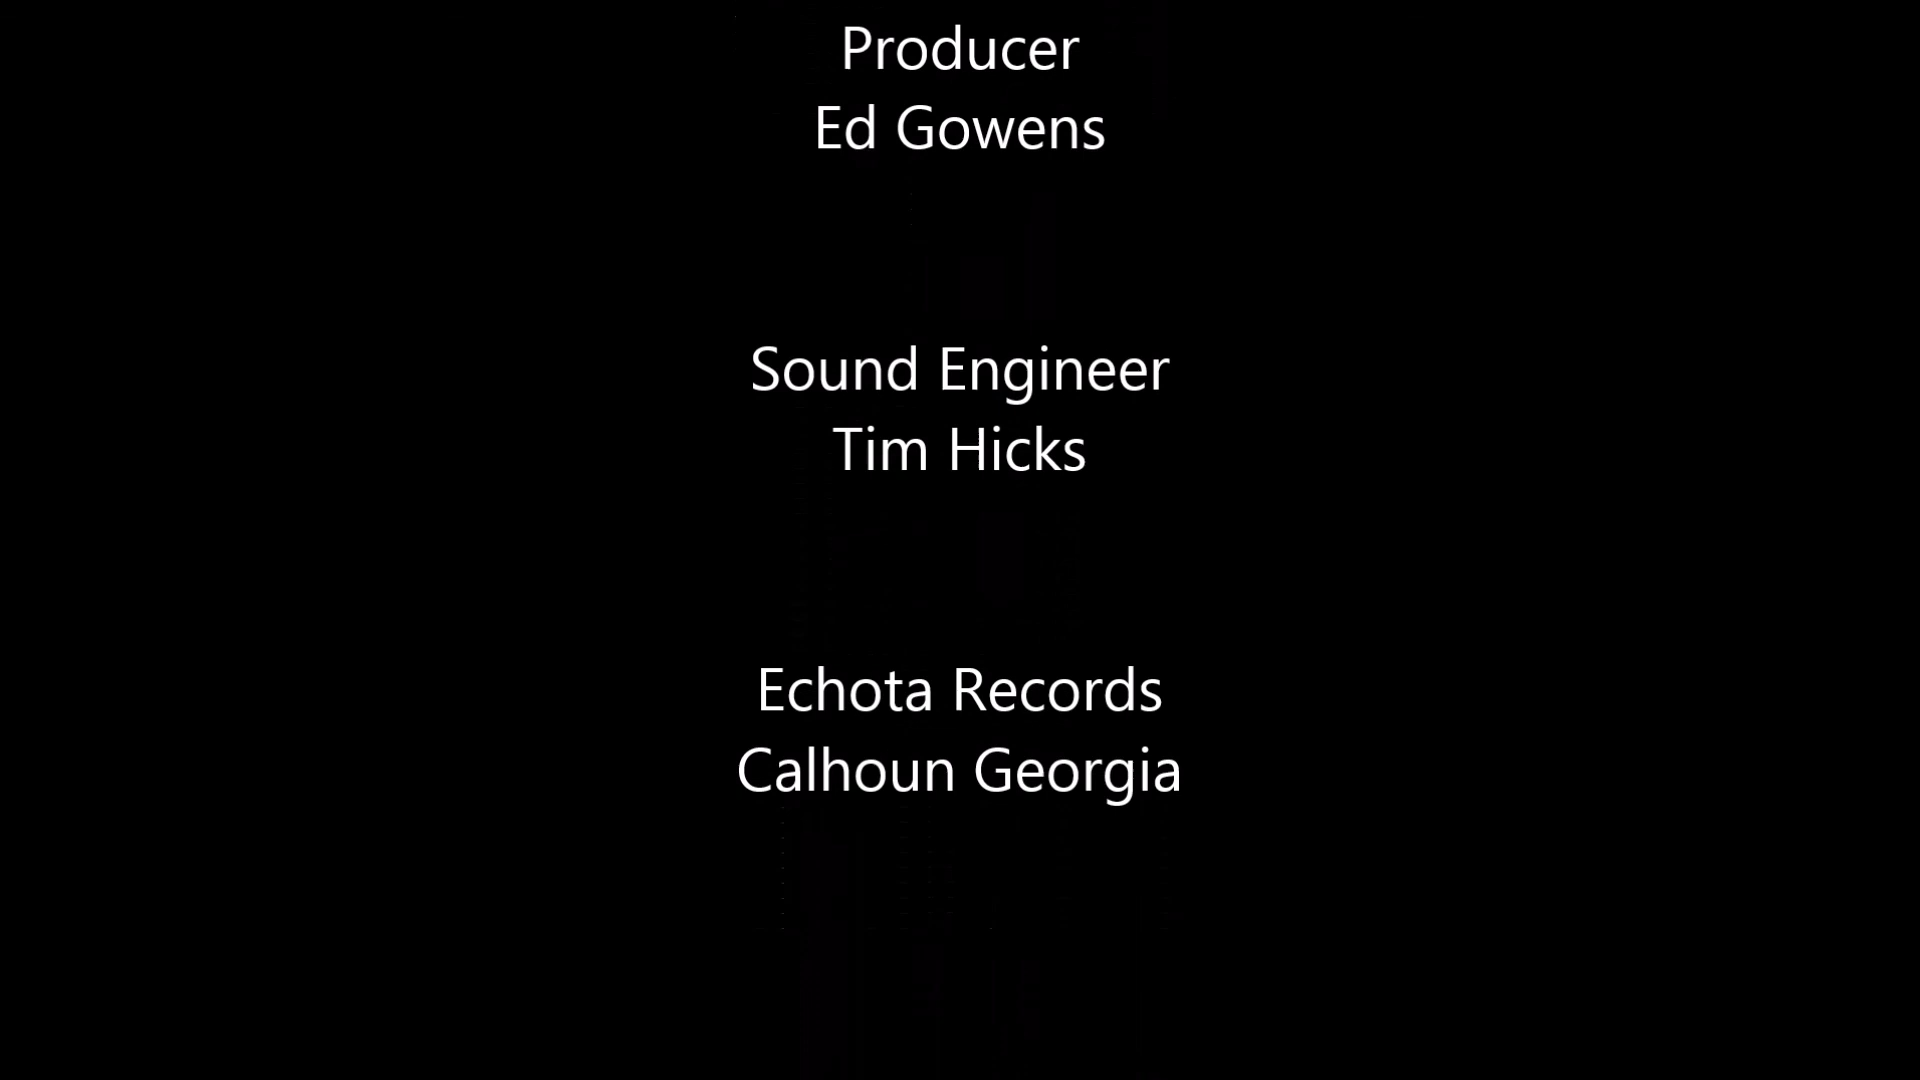 Producer
Ed Gowens
Sound Engineer
Tim Hicks
Echota Records
Calhoun Georgia